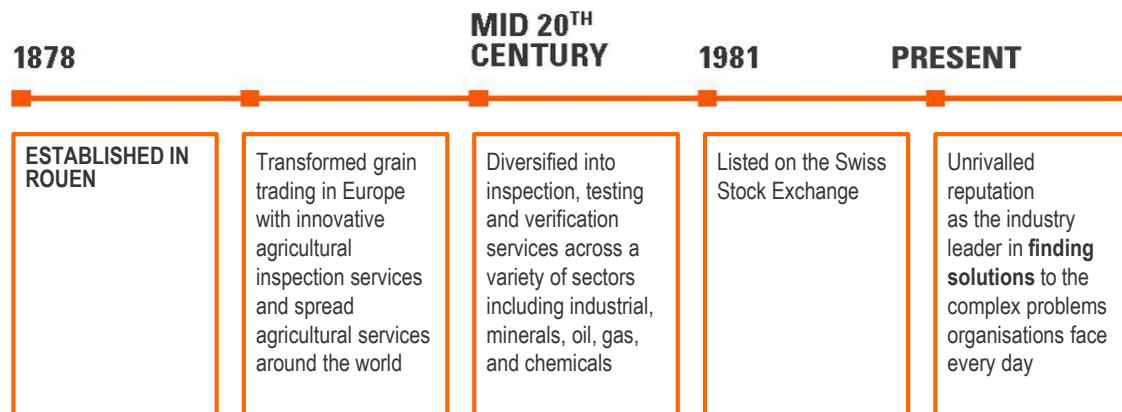 1878
MID 20TH
CENTURY
1981
PRESENT
ESTABLISHED IN
ROUEN
Transformed grain
trading in Europe
with innovative
agricultural
inspection services
and spread
agricultural services
around the world
Diversified into
inspection, testing
and verification
services across a
variety of sectors
including industrial,
minerals, oil, gas,
and chemicals
Listed on the Swiss
Stock Exchange
Unrivalled
reputation
as the industry
leader in finding
solutions to the
complex problems
organisations face
every day